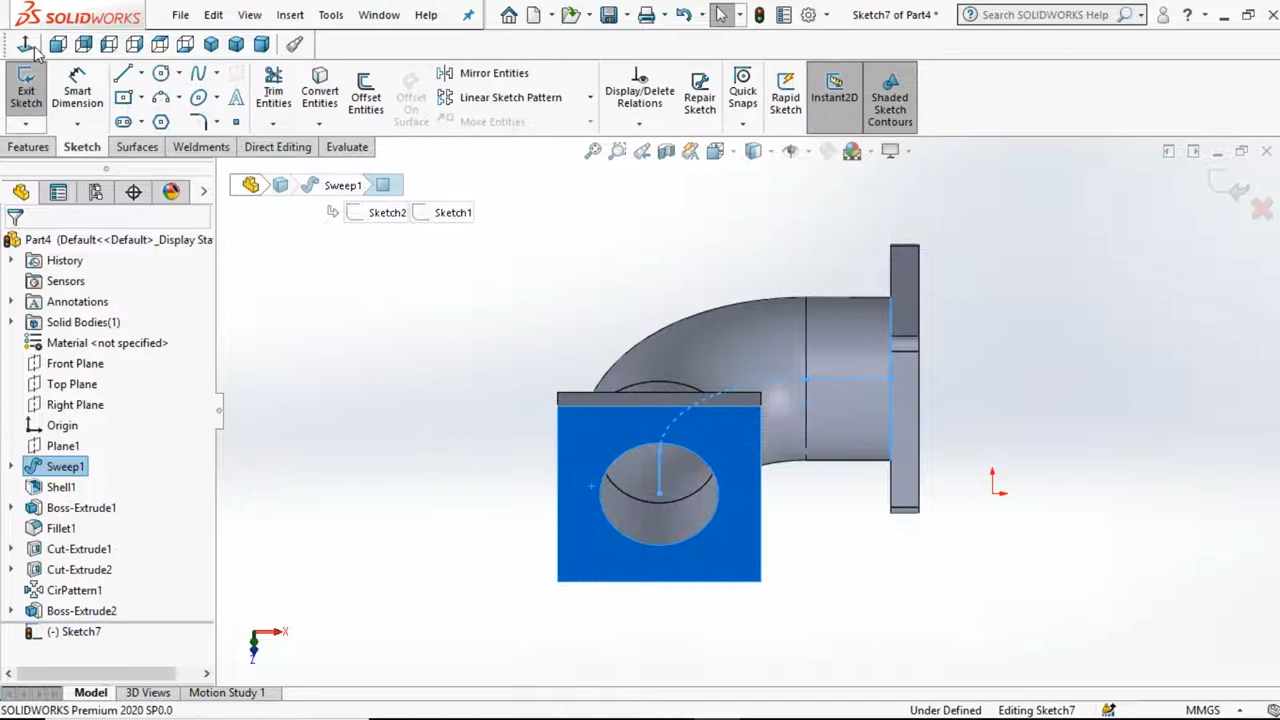 SOLIDWORKS File Edit View Insert Tools Window Help Sketch7 of Part4 * Search SOLIDWORKS Help ?
Exit Sketch
Smart Dimension
Trim Entities
Convert Entities
Offset Entities
Offset On Surface
Mirror Entities
Linear Sketch Pattern
Move Entities
Display/Delete Relations
Repair Sketch
Quick Snaps
Rapid Sketch
Instant2D
Shaded Sketch Contours
Features Sketch Surfaces Weldments Direct Editing Evaluate
Sweep1
Sketch2 Sketch1
Part4 (Default<<Default>_Display Sta
History
Sensors
Annotations
Solid Bodies(1)
Material <not specified>
Front Plane
Top Plane
Right Plane
Origin
Plane1
Sweep1
Shell1
Boss-Extrude1
Fillet1
Cut-Extrude1
Cut-Extrude2
CirPattern1
Boss-Extrude2
(-) Sketch7
X
Z
Model 3D Views Motion Study 1
SOLIDWORKS Premium 2020 SP0.0 Under Defined Editing Sketch7 MMGS